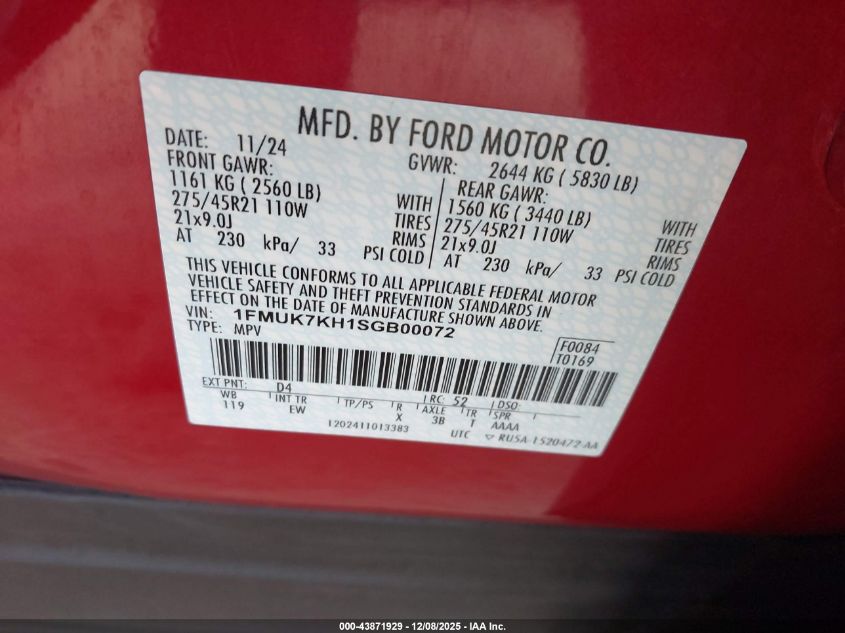 MFD. BY FORD MOTOR CO.
DATE: 11/24 GVWR: 2644 KG ( 5830 LB)
FRONT GAWR: REAR GAWR:
1161 KG ( 2560 LB) WITH 1560 KG ( 3440 LB) WITH
275/45R21 110W TIRES 275/45R21 110W TIRES
21x9.0J RIMS 21x9.0J RIMS
AT 230 kPa/ 33 PSI COLD AT 230 kPa/ 33 PSI COLD
THIS VEHICLE CONFORMS TO ALL APPLICABLE FEDERAL MOTOR
VEHICLE SAFETY AND THEFT PREVENTION STANDARDS IN
EFFECT ON THE DATE OF MANUFACTURE SHOWN ABOVE.
VIN: 1FMUK7KH1SGB00072
TYPE: MPV
F0084
T0169
EXT PNT: D4 RC: 52 DSO:
WB INT TR TP/PS R AXLE TR SPR
119 EW X 3B T AAAA
1202411013383 UTC ▽ RUSA-1520472-AA
000-43871929 - 12/08/2025 - IAA Inc.